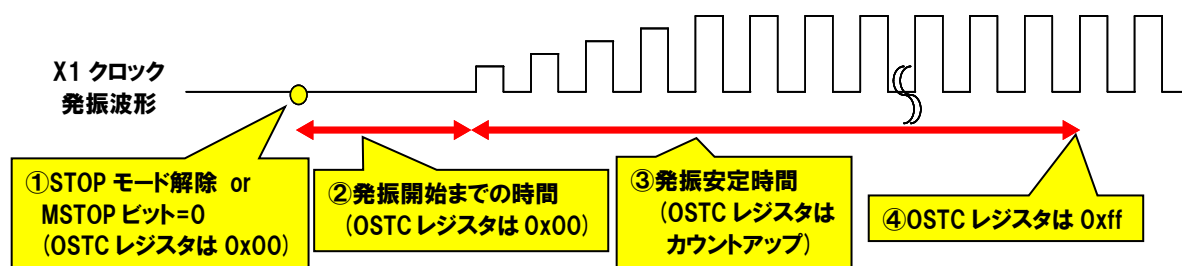 X1 クロック
発振波形
①STOP モード解除 or
MSTOP ビット=0
(OSTC レジスタは 0x00)
②発振開始までの時間
(OSTC レジスタは 0x00)
③発振安定時間
(OSTC レジスタは
カウントアップ)
④OSTC レジスタは 0xff